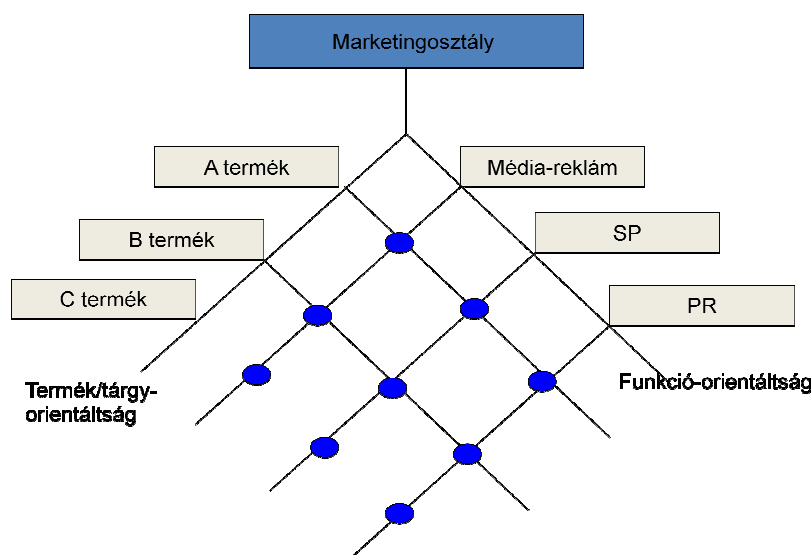 Marketingosztály
A termék
Média-reklám
B termék
SP
C termék
PR
Termék/tárgy-
orientáltság
Funkció-orientáltság